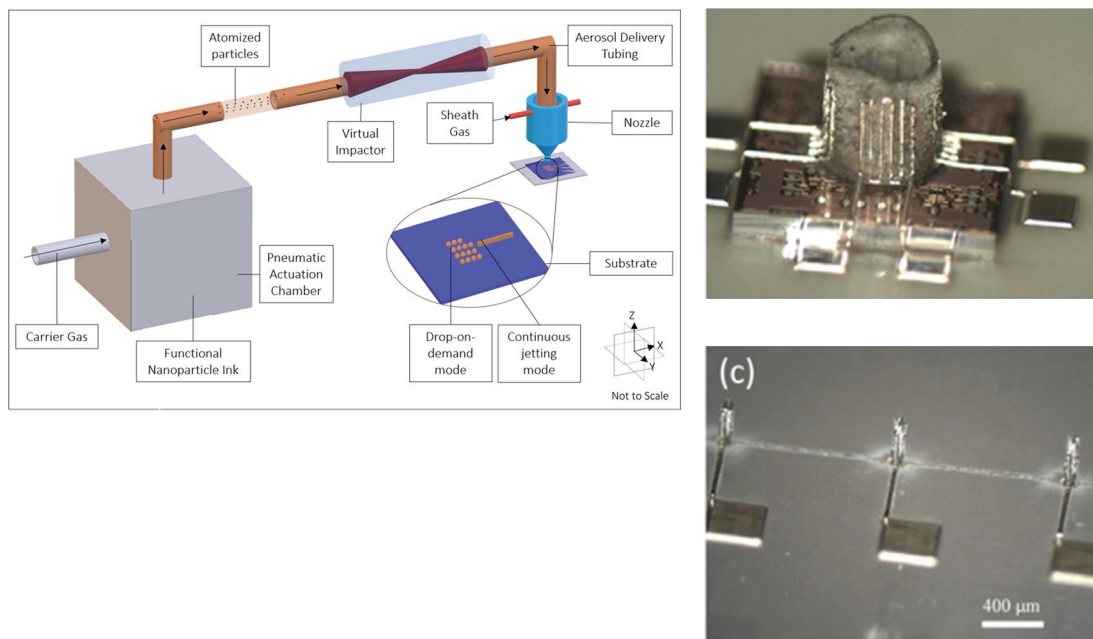 Atomized
particles
Aerosol Delivery
Tubing
Sheath
Gas
Nozzle
Virtual
Impactor
Pneumatic
Actuation
Chamber
Substrate
Carrier Gas
Functional
Nanoparticle Ink
Drop-on-
demand
mode
Continuous
jetting
mode
Z
X
Y
Not to Scale
(c)
400 μm